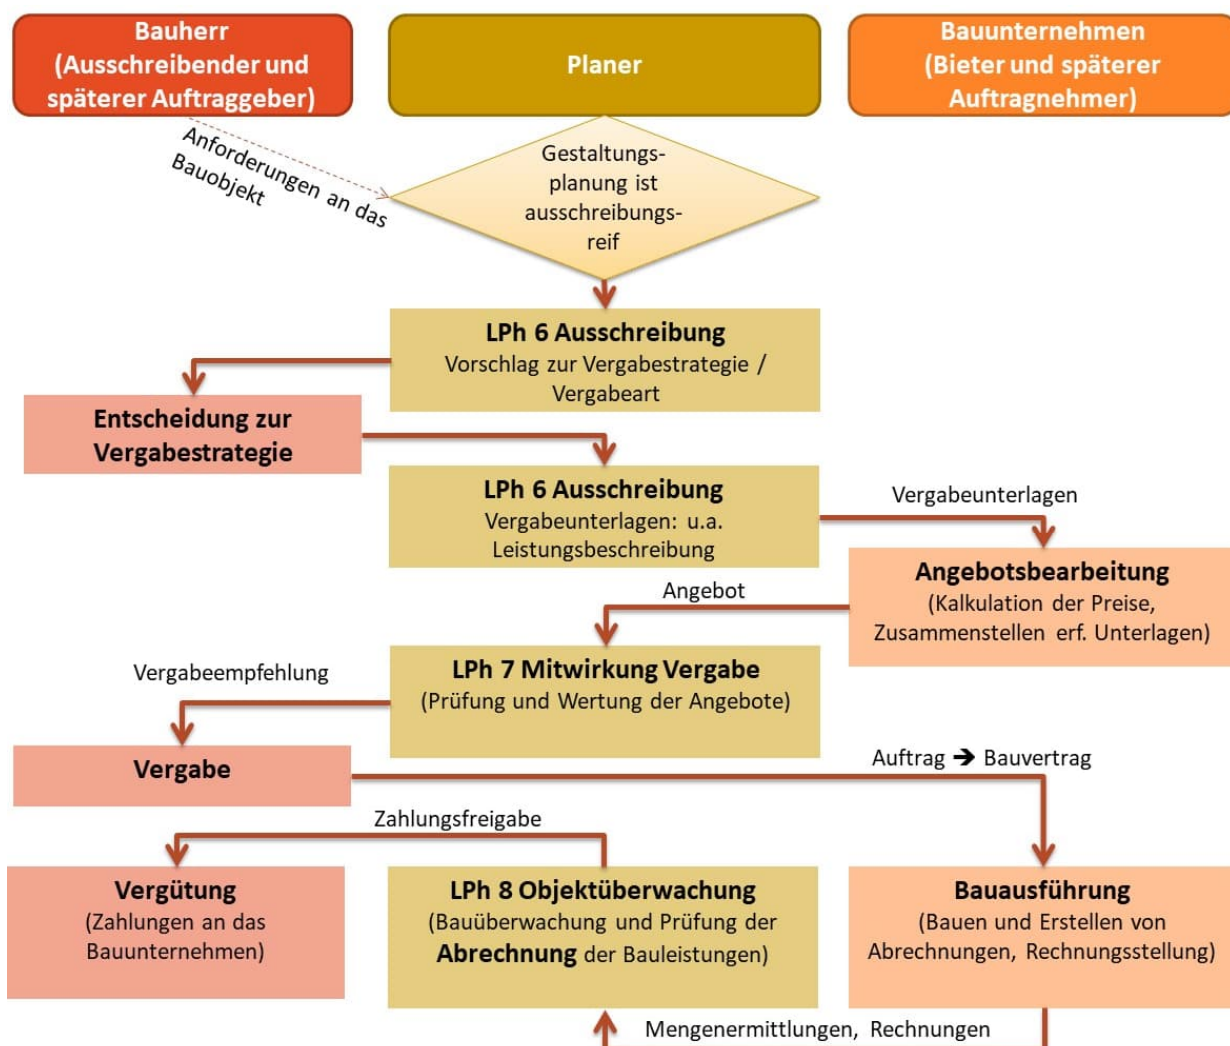 Bauherr
(Ausschreibender und
späterer Auftraggeber)
Planer
Bauunternehmen
(Bieter und späterer
Auftragnehmer)
Anforderungen an das
Bauobjekt
Gestaltungs-
planung ist
ausschreibungs-
reif
LPh 6 Ausschreibung
Vorschlag zur Vergabestrategie /
Vergabeart
Entscheidung zur
Vergabestrategie
LPh 6 Ausschreibung
Vergabeunterlagen: u.a.
Leistungsbeschreibung
Vergabeunterlagen
Angebotsbearbeitung
(Kalkulation der Preise,
Zusammenstellen erf. Unterlagen)
Angebot
LPh 7 Mitwirkung Vergabe
(Prüfung und Wertung der Angebote)
Vergabeempfehlung
Vergabe
Auftrag ➔ Bauvertrag
Zahlungsfreigabe
Vergütung
(Zahlungen an das
Bauunternehmen)
LPh 8 Objektüberwachung
(Bauüberwachung und Prüfung der
Abrechnung der Bauleistungen)
Bauausführung
(Bauen und Erstellen von
Abrechnungen, Rechnungsstellung)
Mengenermittlungen, Rechnungen